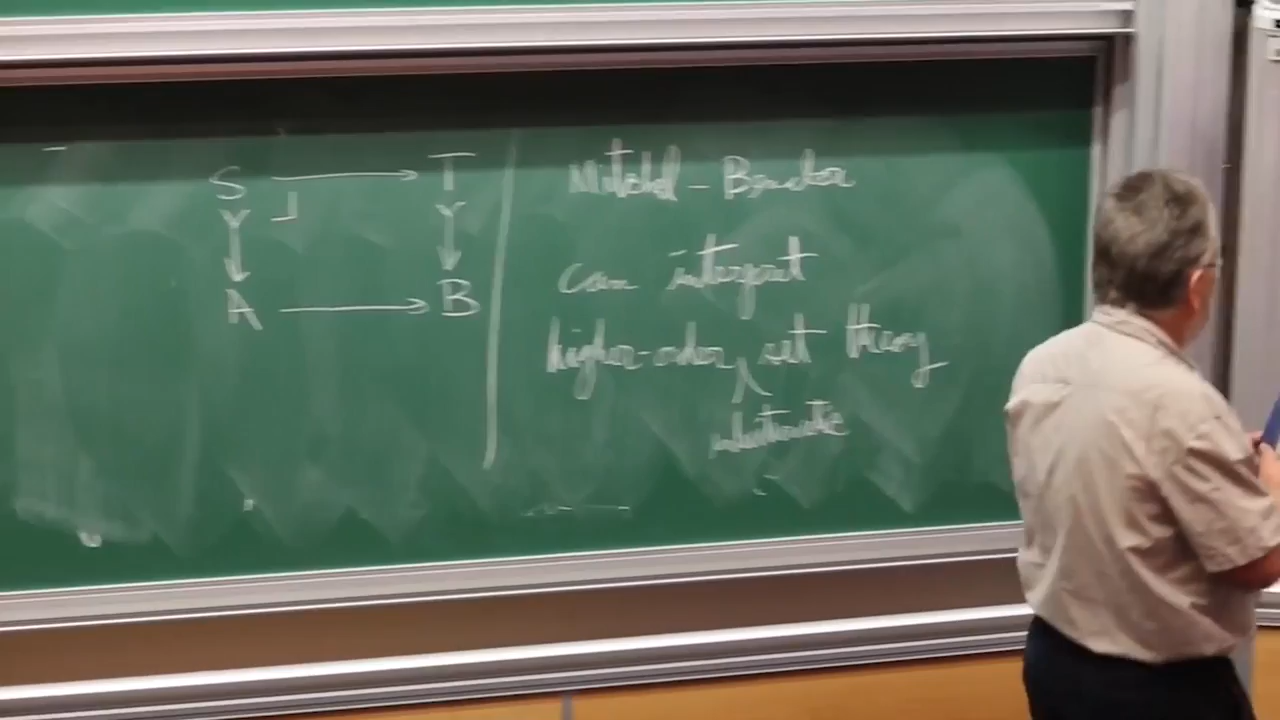 S T
A B
Mitchell - Bénabou
can interpret
higher-order set theory
intuitionistic